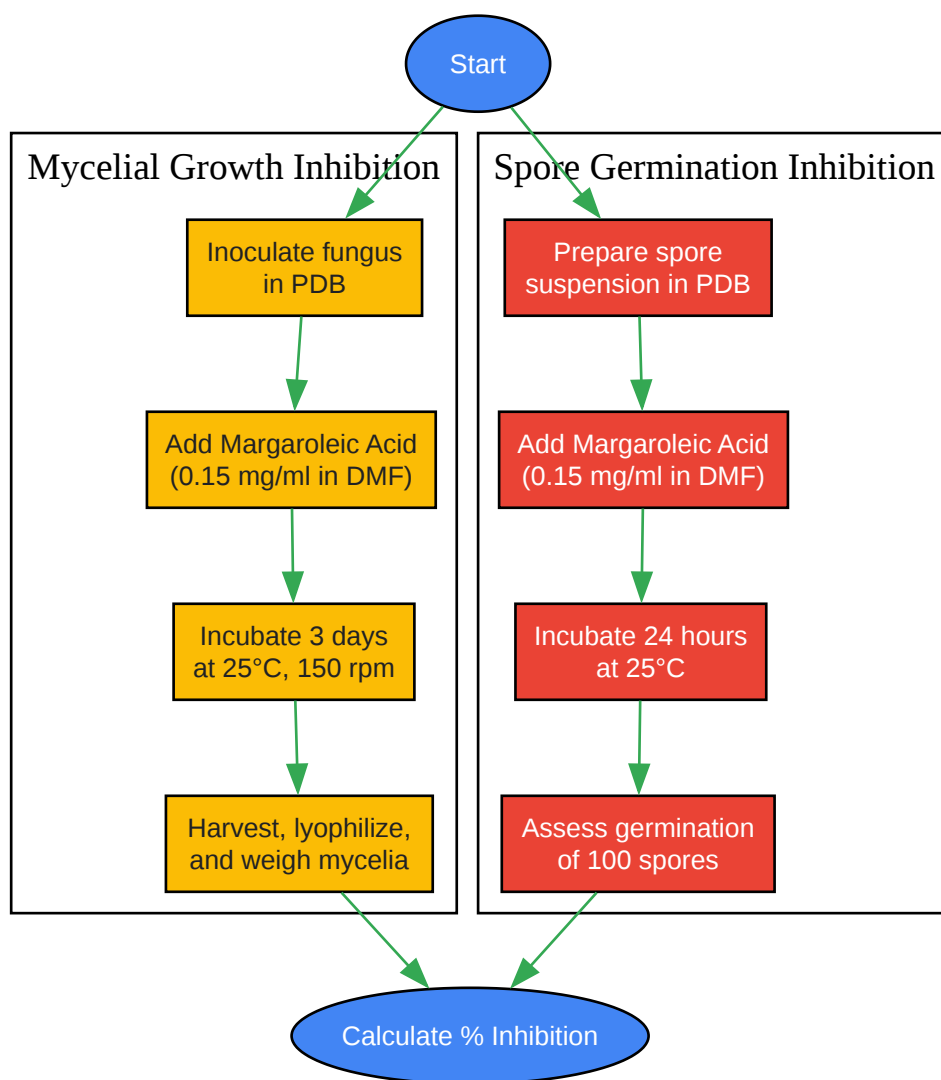 Start
Mycelial Growth Inhibition
Inoculate fungus
in PDB
Add Margaroleic Acid
(0.15 mg/ml in DMF)
Incubate 3 days
at 25°C, 150 rpm
Harvest, lyophilize,
and weigh mycelia
Spore Germination Inhibition
Prepare spore
suspension in PDB
Add Margaroleic Acid
(0.15 mg/ml in DMF)
Incubate 24 hours
at 25°C
Assess germination
of 100 spores
Calculate % Inhibition